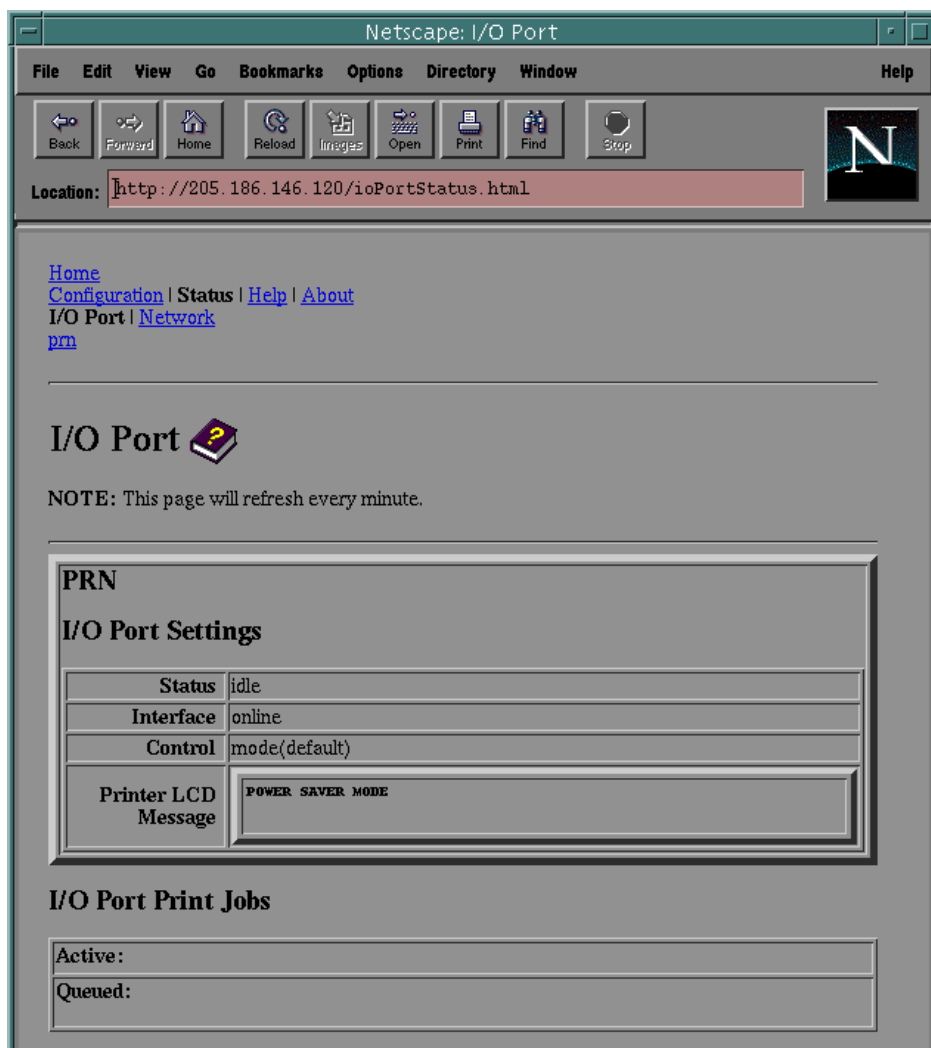 Netscape: I/O Port
File Edit View Go Bookmarks Options Directory Window Help
Back Forward Home Reload Images Open Print Find Stop
N
Location: http://205.186.146.120/ioPortStatus.html
Home
Configuration | Status | Help | About
I/O Port | Network
prn
I/O Port ?
NOTE: This page will refresh every minute.
PRN
I/O Port Settings
Status idle
Interface online
Control mode(default)
Printer LCD Message POWER SAVER MODE
I/O Port Print Jobs
Active:
Queued: